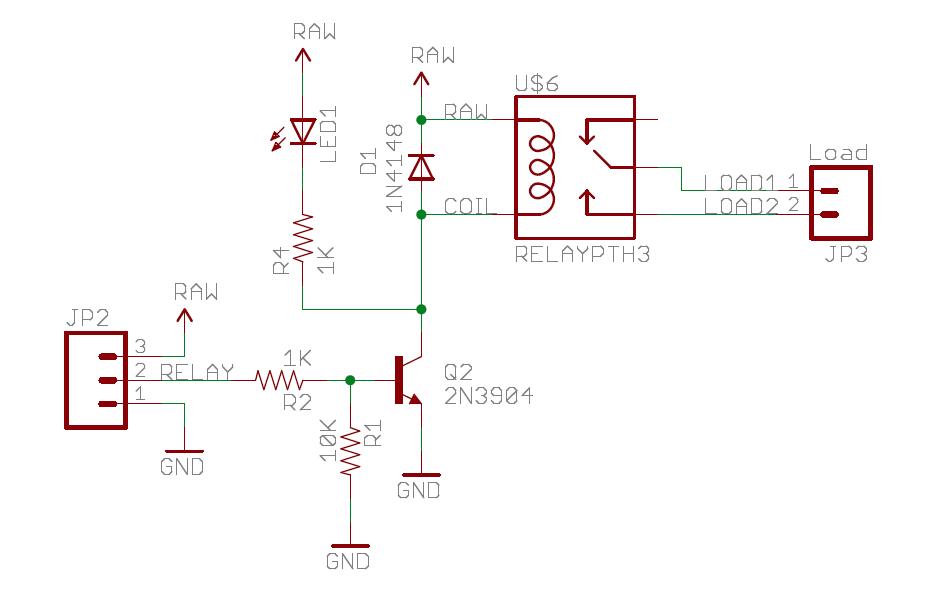 RAW
RAW
U$6
RAW
LED1
D1
1N4148
COIL
Load
LOAD1 1
LOAD2 2
JP3
RELAYPTH3
R4
1K
RAW
JP2
3
2 RELAY
1
1K
R2
Q2
2N3904
10K
R1
GND
GND
GND